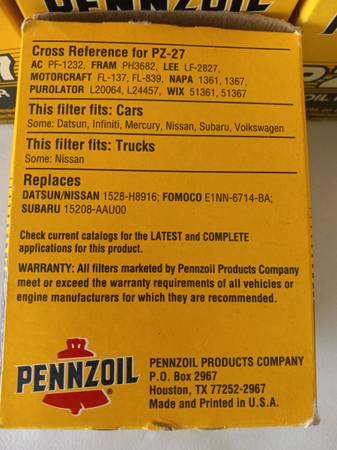 PENNZOIL
Cross Reference for PZ-27
AC PF-1232, FRAM PH3682, LEE LF-2827,
MOTORCRAFT FL-137, FL-839, NAPA 1361, 1367,
PUROLATOR L20064, L24457, WIX 51361, 51367
This filter fits: Cars
Some: Datsun, Infiniti, Mercury, Nissan, Subaru, Volkswagen
This filter fits: Trucks
Some: Nissan
Replaces
DATSUN/NISSAN 1528-H8916; FOMOCO E1NN-6714-BA;
SUBARU 15208-AAU00
Check current catalogs for the LATEST and COMPLETE
applications for this product.
WARRANTY: All filters marketed by Pennzoil Products Company
meet or exceed the warranty requirements of all vehicles or
engine manufacturers for which they are recommended.
PENNZOIL®
PENNZOIL PRODUCTS COMPANY
P.O. Box 2967
Houston, TX 77252-2967
Made and Printed in U.S.A.